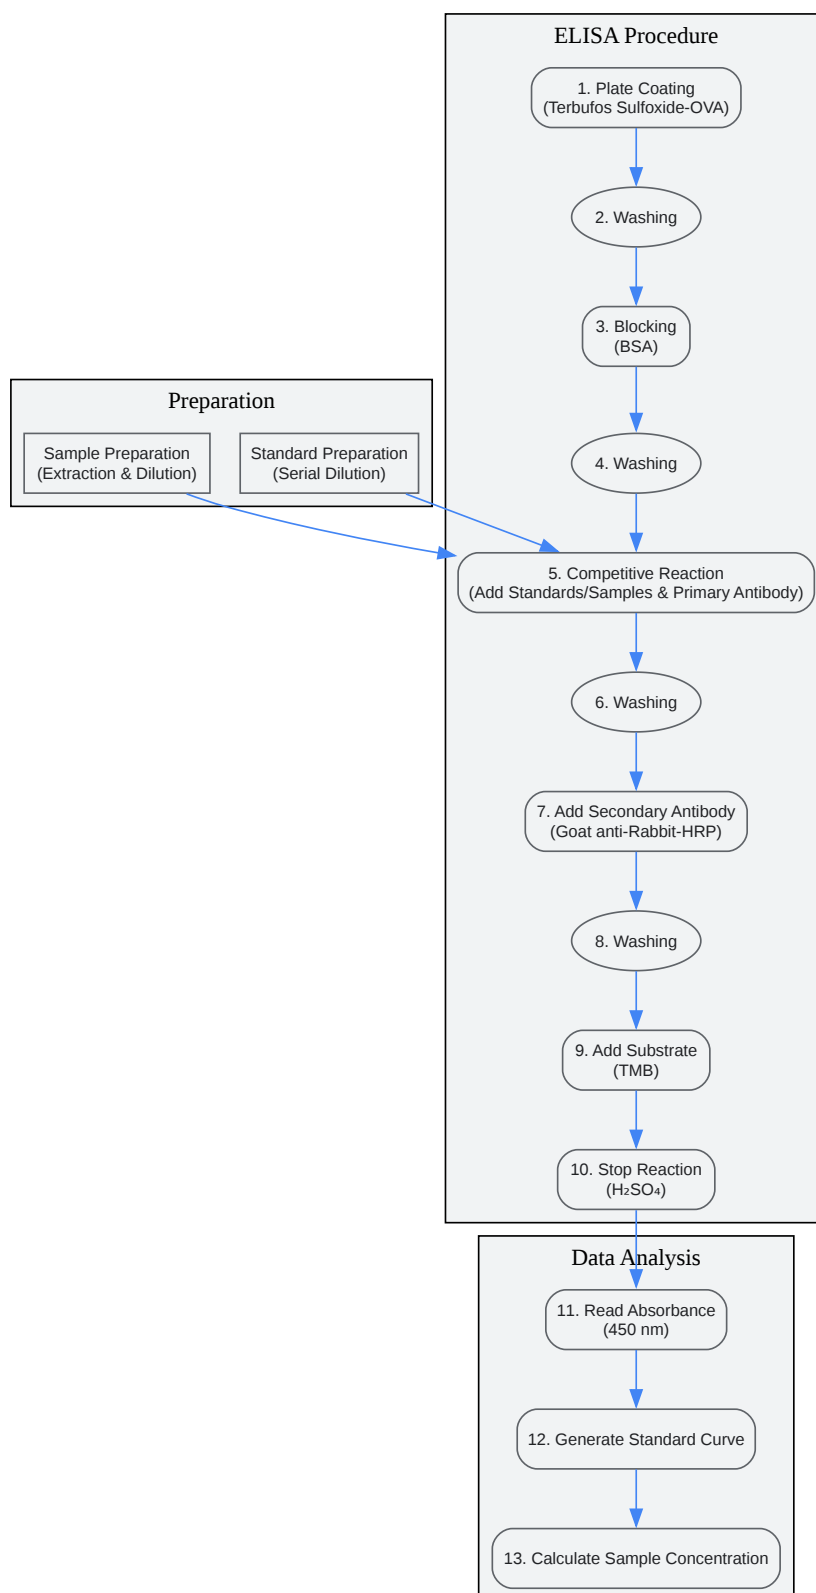 ELISA Procedure
1. Plate Coating
(Terbufos Sulfoxide-OVA)
2. Washing
3. Blocking
(BSA)
4. Washing
Preparation
Sample Preparation
(Extraction & Dilution)
Standard Preparation
(Serial Dilution)
5. Competitive Reaction
(Add Standards/Samples & Primary Antibody)
6. Washing
7. Add Secondary Antibody
(Goat anti-Rabbit-HRP)
8. Washing
9. Add Substrate
(TMB)
10. Stop Reaction
(H₂SO₄)
Data Analysis
11. Read Absorbance
(450 nm)
12. Generate Standard Curve
13. Calculate Sample Concentration